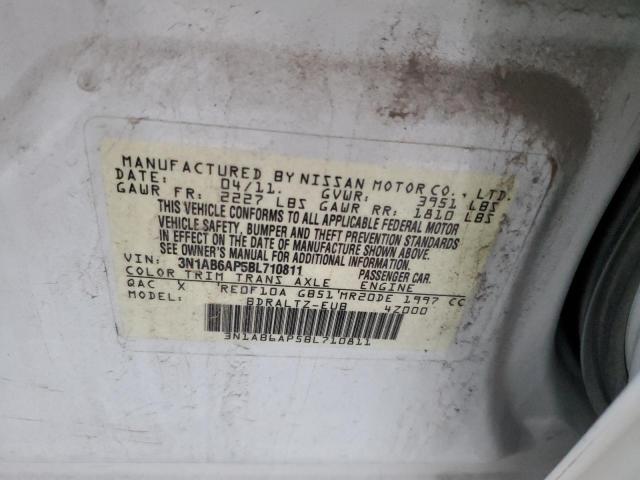 MANUFACTURED BY NISSAN MOTOR CO., LTD.
DATE: 04/11. GVWR: 3951 LBS
GAWR FR: 2227 LBS GAWR RR: 1810 LBS
THIS VEHICLE CONFORMS TO ALL APPLICABLE FEDERAL MOTOR
VEHICLE SAFETY, BUMPER AND THEFT PREVENTION STANDARDS
IN EFFECT ON THE DATE OF MANUFACTURE SHOWN ABOVE.
SEE OWNER'S MANUAL FOR ADDITIONAL INFORMATION.
VIN: 3N1AB6AP5BL710811 PASSENGER CAR.
COLOR TRIM TRANS AXLE ENGINE
QAC X RE0F10A GB51 MR20DE 1997 CC
MODEL: BDRALTZ-EUB 4Z000
3N1AB6AP5BL710811